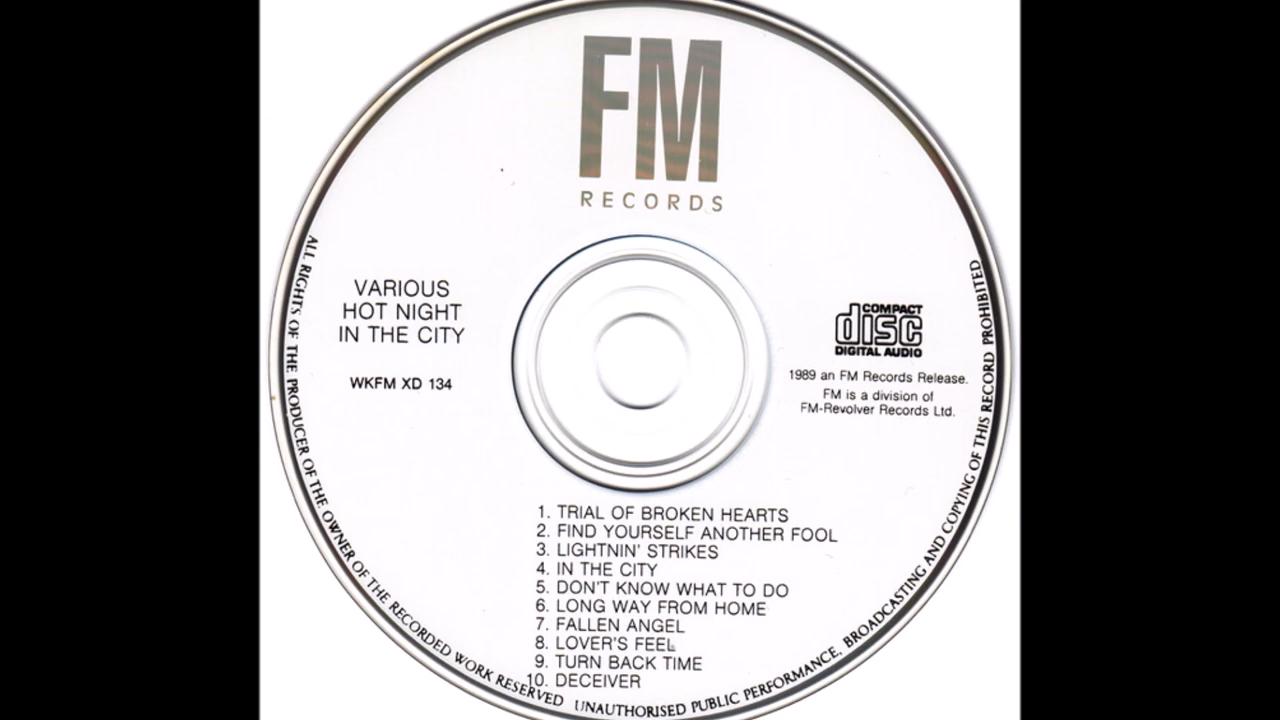 FM
RECORDS
VARIOUS
HOT NIGHT
IN THE CITY
WKFM XD 134
COMPACT
disc
DIGITAL AUDIO
1989 an FM Records Release.
FM is a division of
FM-Revolver Records Ltd.
1. TRIAL OF BROKEN HEARTS
2. FIND YOURSELF ANOTHER FOOL
3. LIGHTNIN' STRIKES
4. IN THE CITY
5. DON'T KNOW WHAT TO DO
6. LONG WAY FROM HOME
7. FALLEN ANGEL
8. LOVER'S FEEL
9. TURN BACK TIME
10. DECEIVER
ALL RIGHTS OF THE PRODUCER OF THE OWNER OF THE RECORDED WORK RESERVED UNAUTHORISED PUBLIC PERFORMANCE, BROADCASTING AND COPYING OF THIS RECORD PROHIBITED